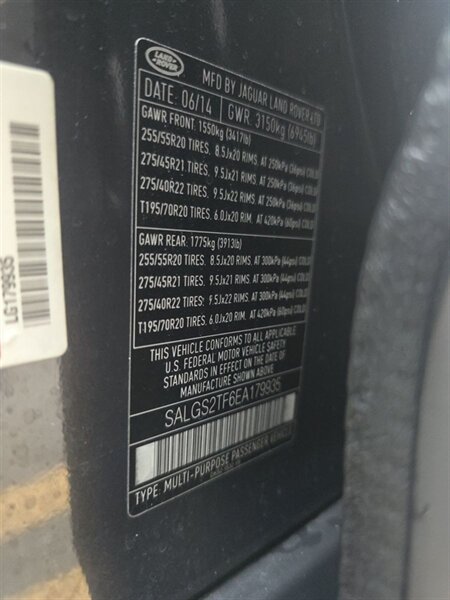 LAND ROVER
MFD BY JAGUAR LAND ROVER LTD
DATE: 06/14 GWR. 3150kg (6945lb)
GAWR FRONT: 1550kg (3417lb)
255/55R20 TIRES. 8.5Jx20 RIMS. AT 250kPa (36psi) COLD
275/45R21 TIRES. 9.5Jx21 RIMS. AT 250kPa (36psi) COLD
275/40R22 TIRES. 9.5Jx22 RIMS. AT 250kPa (36psi) COLD
T195/70R20 TIRES. 6.0Jx20 RIM. AT 420kPa (60psi) COLD
GAWR REAR: 1775kg (3913lb)
255/55R20 TIRES. 8.5Jx20 RIMS. AT 300kPa (44psi) COLD
275/45R21 TIRES. 9.5Jx21 RIMS. AT 300kPa (44psi) COLD
275/40R22 TIRES: 9.5Jx22 RIMS. AT 300kPa (44psi) COLD
T195/70R20 TIRES. 6.0Jx20 RIM. AT 420kPa (60psi) COLD
THIS VEHICLE CONFORMS TO ALL APPLICABLE
U.S. FEDERAL MOTOR VEHICLE SAFETY
STANDARDS IN EFFECT ON THE DATE OF
MANUFACTURE SHOWN ABOVE
SALGS2TF6EA179935
TYPE: MULTI-PURPOSE PASSENGER VEHICLE
LG179935